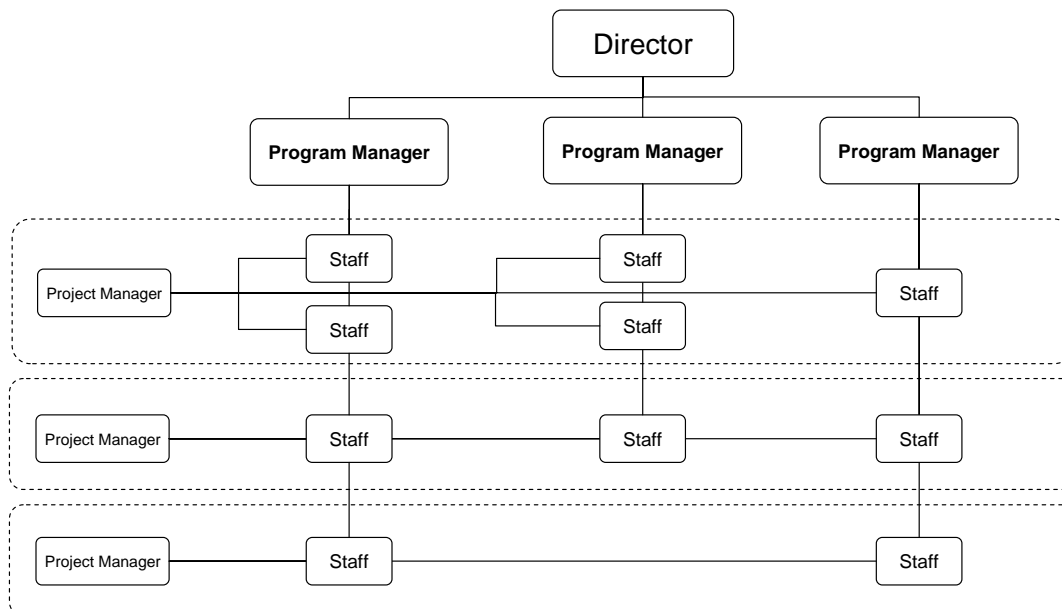 Director
Program Manager
Program Manager
Program Manager
Staff
Staff
Project Manager
Staff
Staff
Staff
Project Manager
Staff
Staff
Staff
Project Manager
Staff
Staff